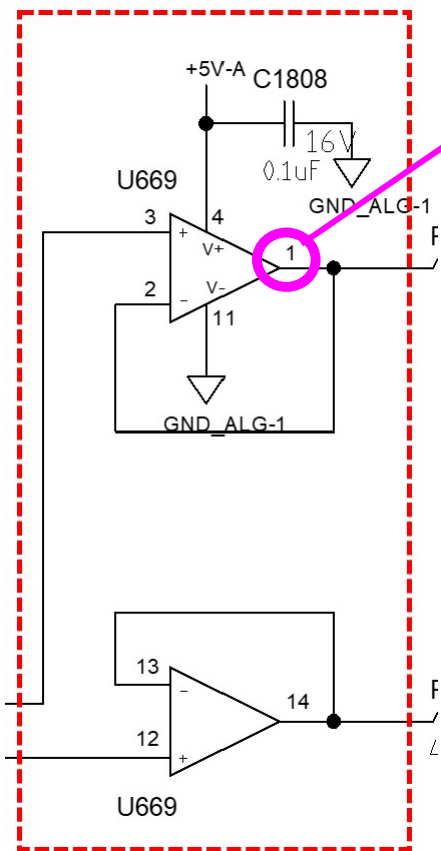 +5V-A
C1808
16V
0.1uF
GND_ALG-1
U669
3
4
+
V+
1
2
−
V−
11
GND_ALG-1
13
−
14
12
+
U669